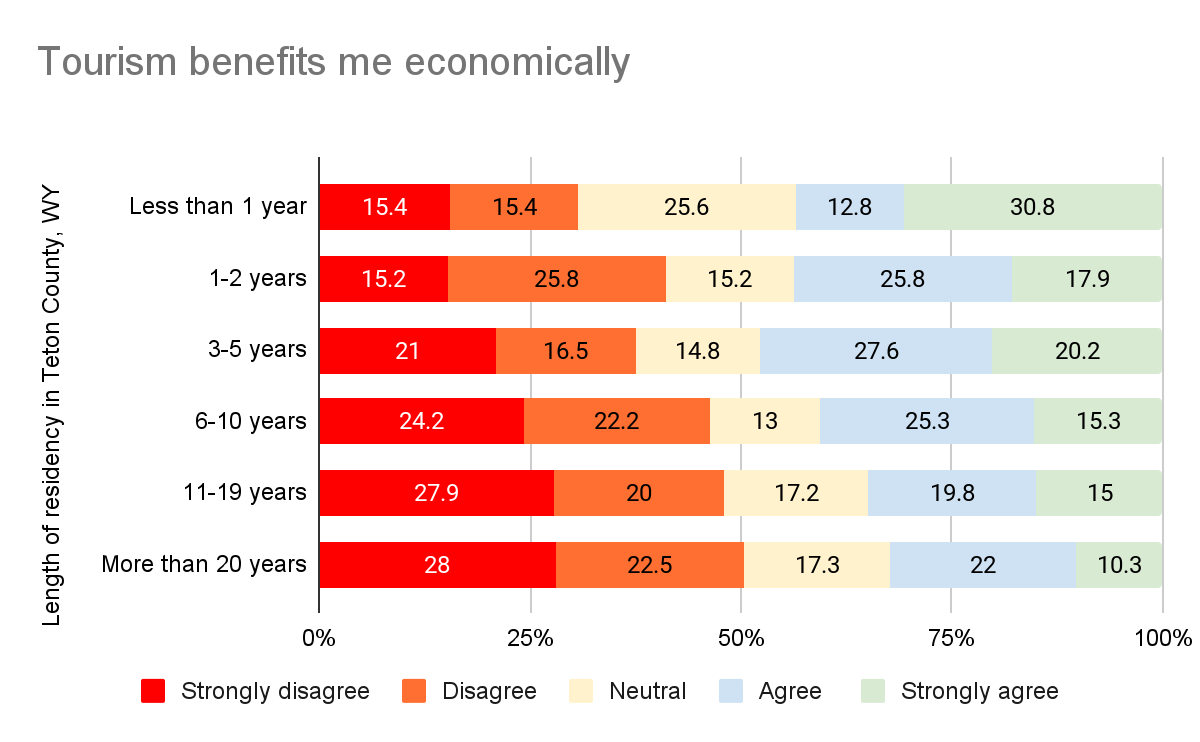 Tourism benefits me economically
Length of residency in Teton County, WY
Less than 1 year 15.4 15.4 25.6 12.8 30.8
1-2 years 15.2 25.8 15.2 25.8 17.9
3-5 years 21 16.5 14.8 27.6 20.2
6-10 years 24.2 22.2 13 25.3 15.3
11-19 years 27.9 20 17.2 19.8 15
More than 20 years 28 22.5 17.3 22 10.3
0% 25% 50% 75% 100%
Strongly disagree Disagree Neutral Agree Strongly agree